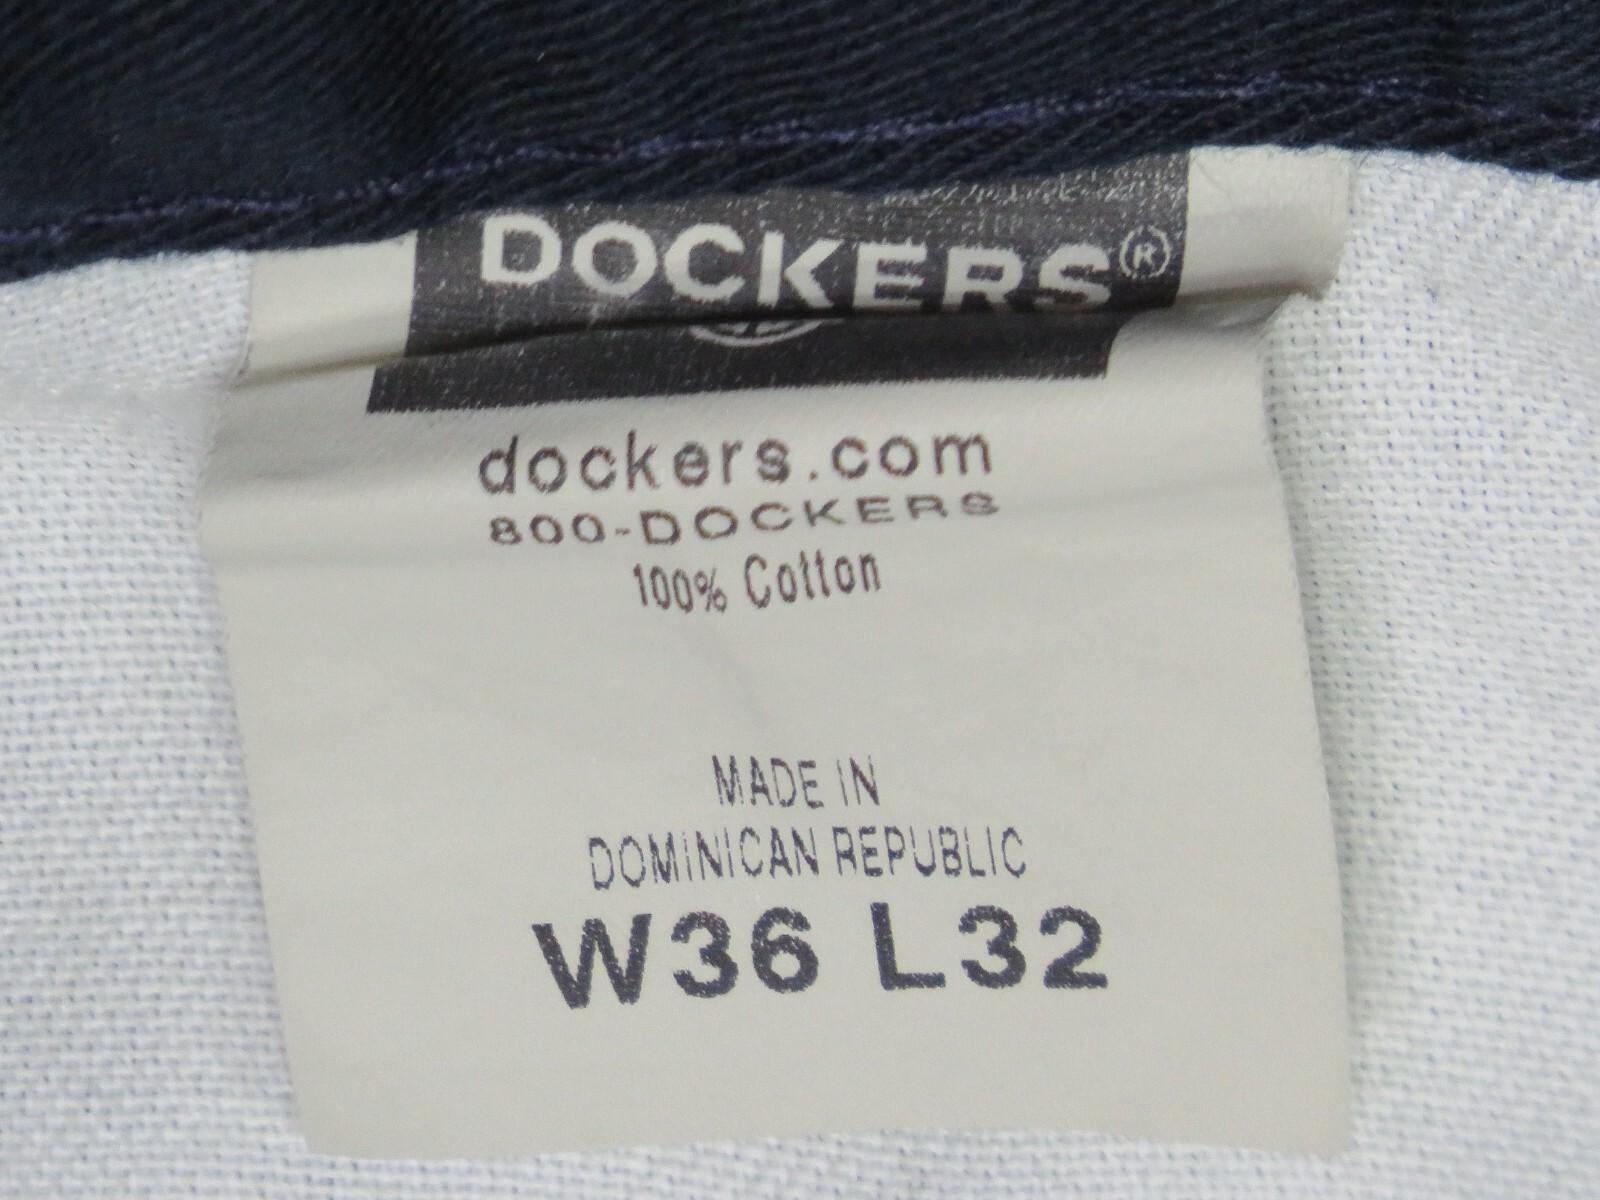 DOCKERS®
dockers.com
800-DOCKERS
100% Cotton
MADE IN
DOMINICAN REPUBLIC
W36 L32